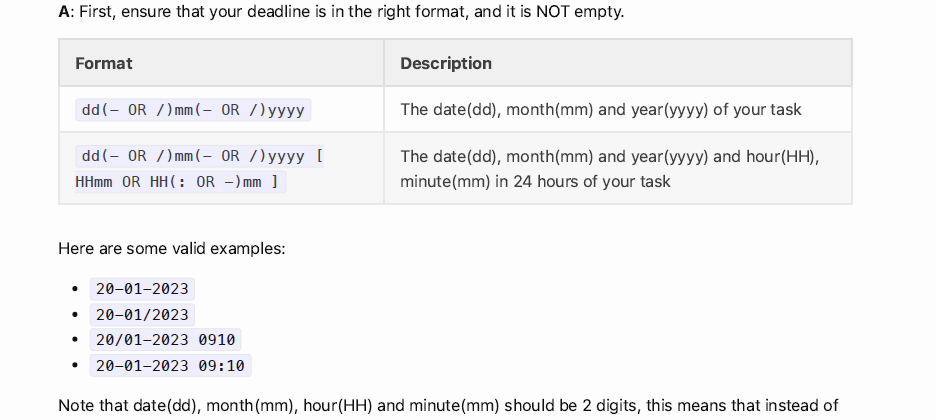 A: First, ensure that your deadline is in the right format, and it is NOT empty.
Format Description
dd(- OR /)mm(- OR /)yyyy The date(dd), month(mm) and year(yyyy) of your task
dd(- OR /)mm(- OR /)yyyy [ The date(dd), month(mm) and year(yyyy) and hour(HH),
HHmm OR HH(: OR -)mm ] minute(mm) in 24 hours of your task
Here are some valid examples:
• 20-01-2023
• 20-01/2023
• 20/01-2023 0910
• 20-01-2023 09:10
Note that date(dd), month(mm), hour(HH) and minute(mm) should be 2 digits, this means that instead of